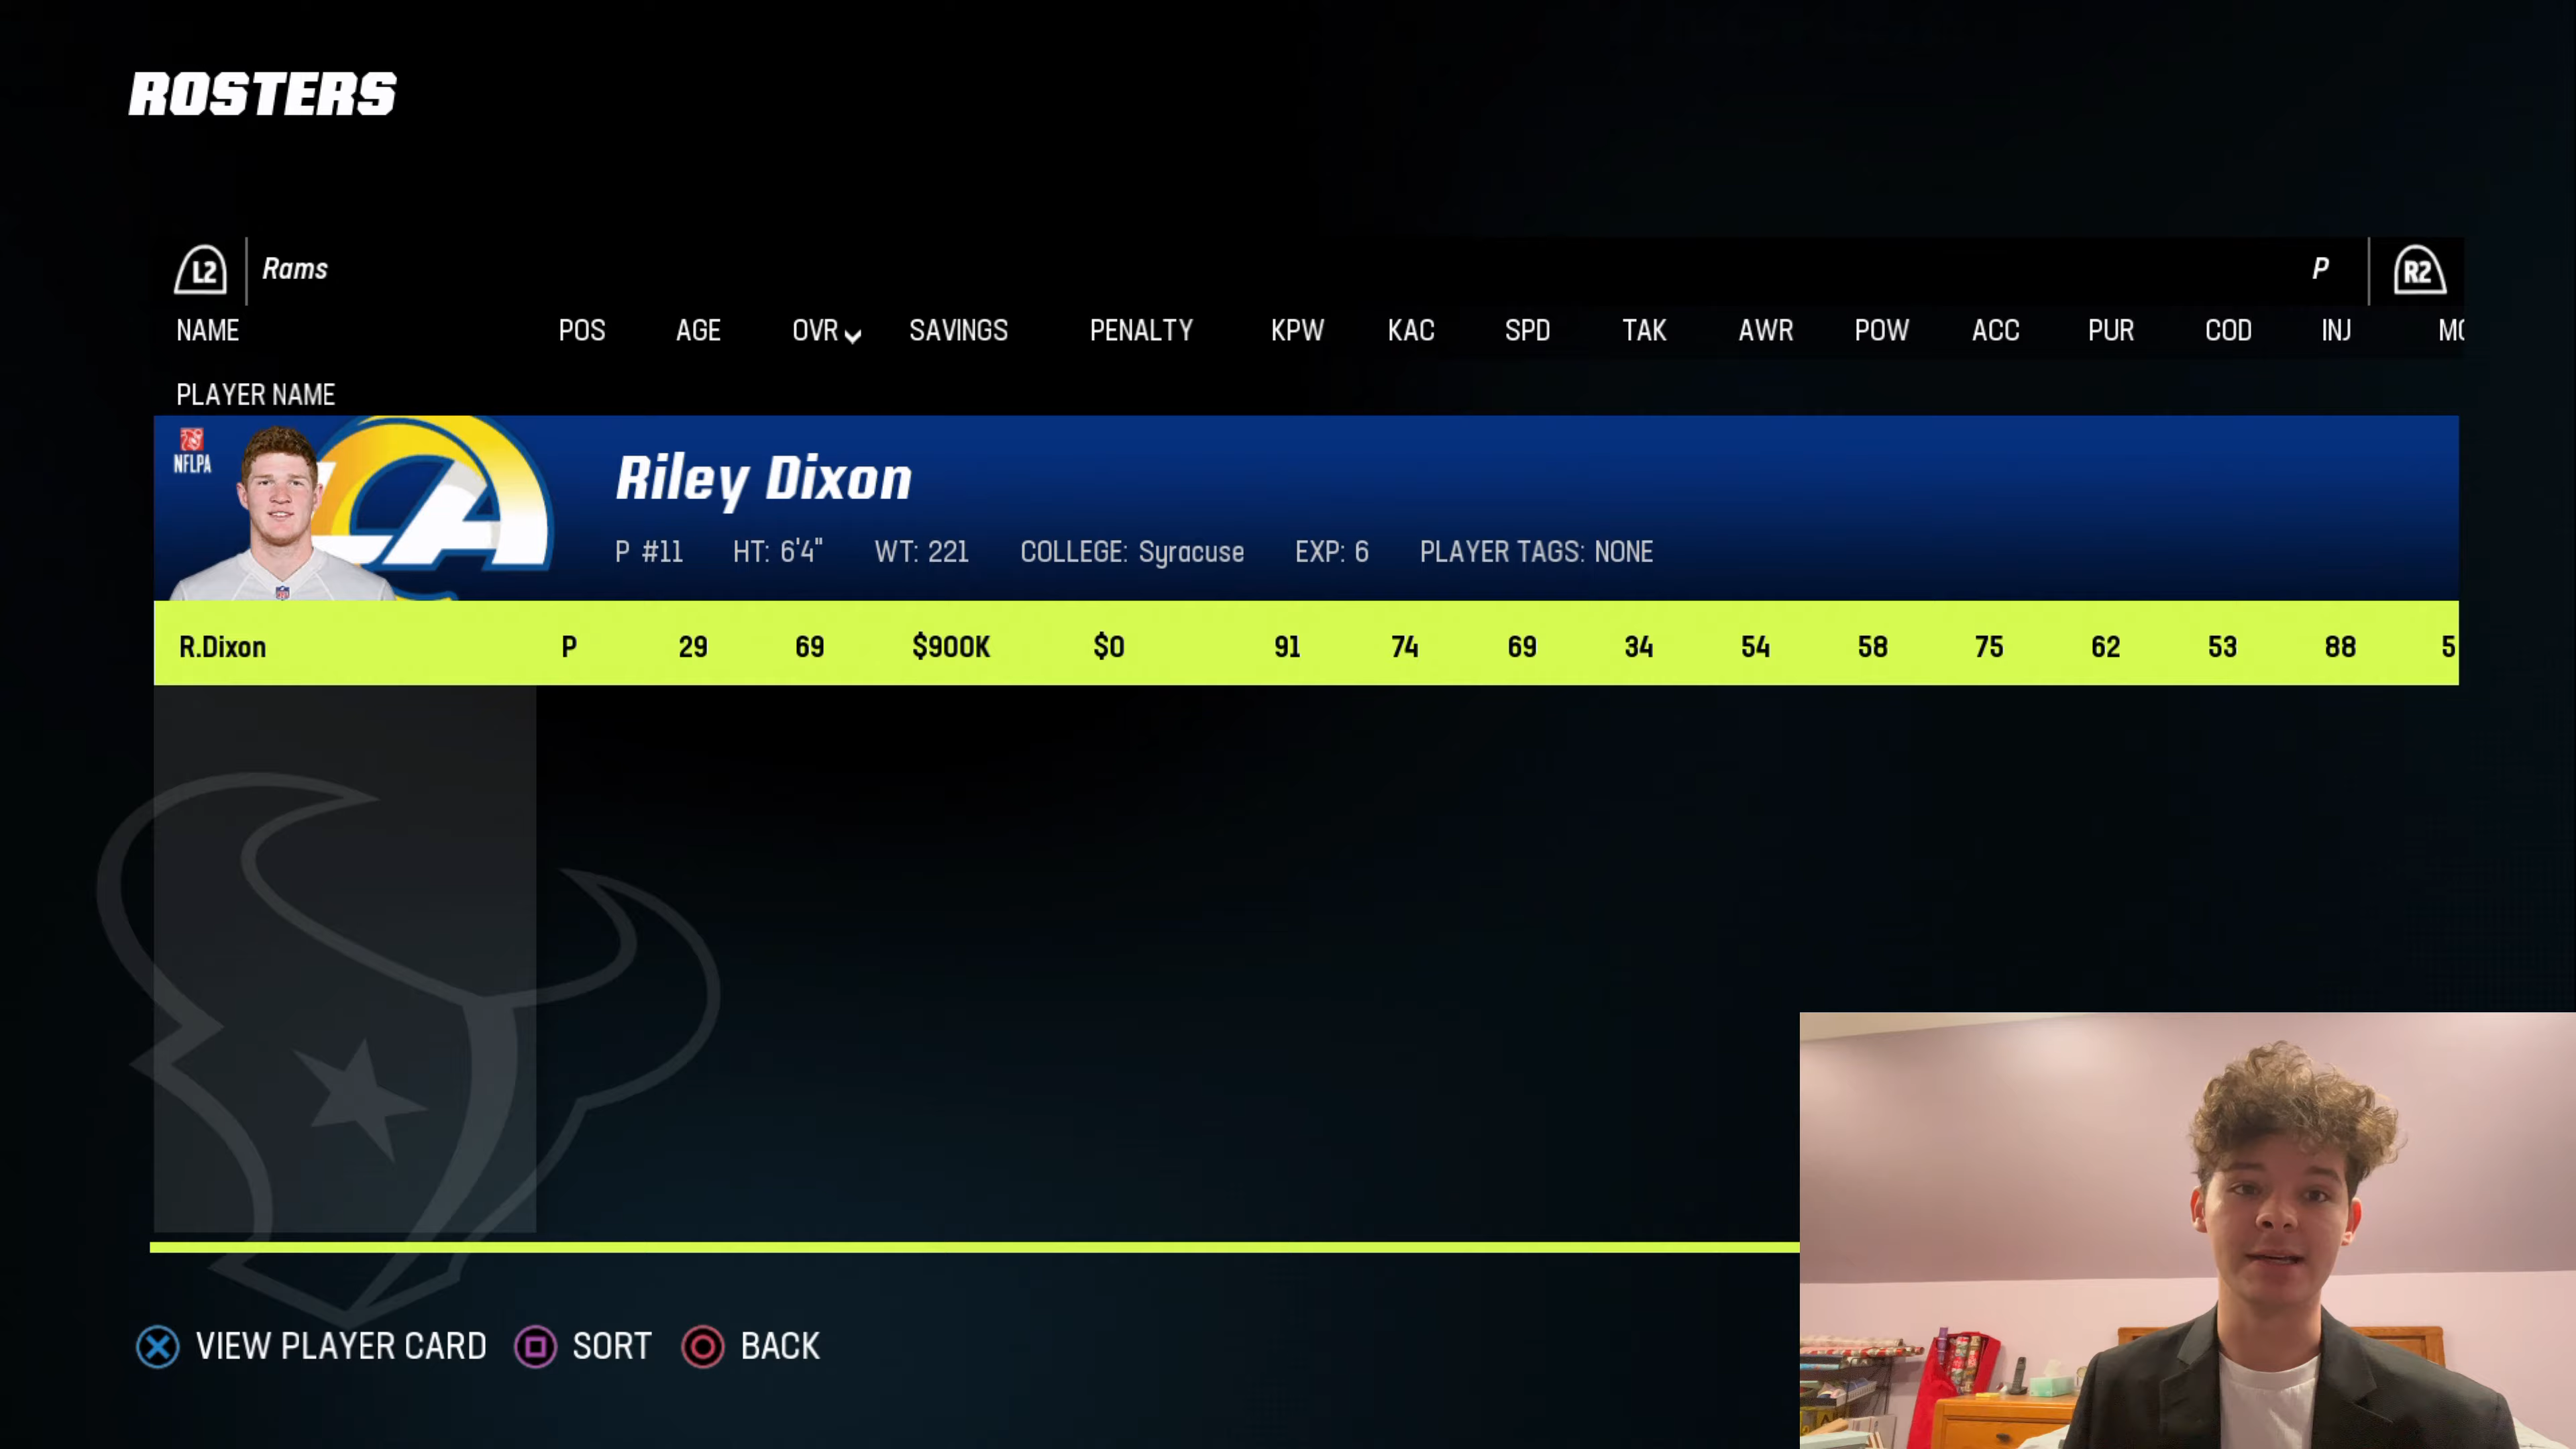 ROSTERS
L2 Rams P R2
NAME POS AGE OVR SAVINGS PENALTY KPW KAC SPD TAK AWR POW ACC PUR COD INJ
PLAYER NAME
NFLPA
LA
Riley Dixon
P #11 HT: 6'4" WT: 221 COLLEGE: Syracuse EXP: 6 PLAYER TAGS: NONE
R.Dixon P 29 69 $900K $0 91 74 69 34 54 58 75 62 53 88 5
VIEW PLAYER CARD SORT BACK